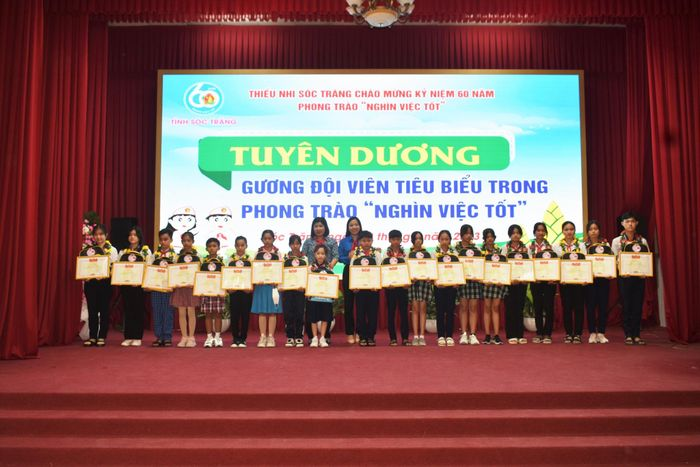 60
TỈNH SÓC TRĂNG
THIẾU NHI SÓC TRĂNG CHÀO MỪNG KỶ NIỆM 60 NĂM
PHONG TRÀO “NGHÌN VIỆC TỐT”
TUYÊN DƯƠNG
GƯƠNG ĐỘI VIÊN TIÊU BIỂU TRONG
PHONG TRÀO “NGHÌN VIỆC TỐT”